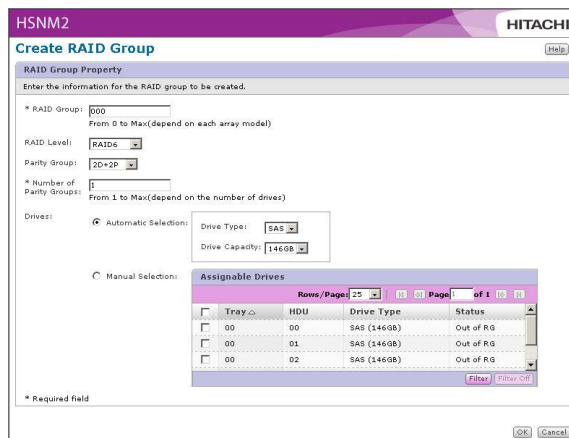 HSNM2
HITACHI
Create RAID Group
Help
RAID Group Property
Enter the information for the RAID group to be created.
* RAID Group: 000
From 0 to Max(depend on each array model)
RAID Level: RAID6
Parity Group: 2D+2P
* Number of Parity Groups: 1
From 1 to Max(depend on the number of drives)
Drives:
Automatic Selection:
Drive Type: SAS
Drive Capacity: 146GB
Manual Selection:
Assignable Drives
Rows/Page: 25 Page 1 of 1
Tray HDU Drive Type Status
00 00 SAS (146GB) Out of RG
00 01 SAS (146GB) Out of RG
00 02 SAS (146GB) Out of RG
Filter Filter Off
* Required field
OK Cancel